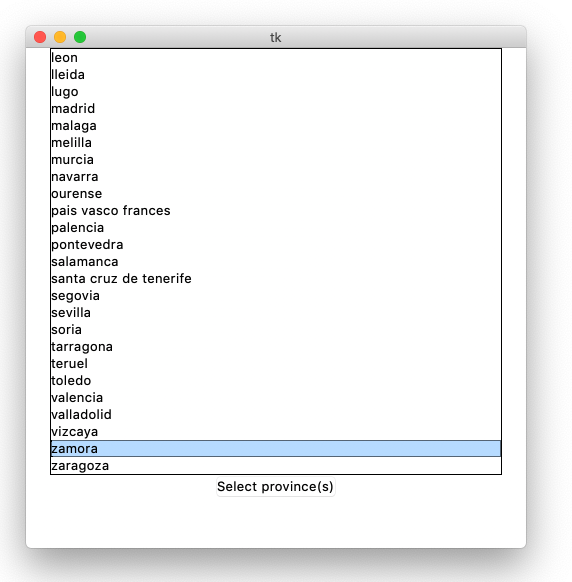 tk
leon
lleida
lugo
madrid
malaga
melilla
murcia
navarra
ourense
pais vasco frances
palencia
pontevedra
salamanca
santa cruz de tenerife
segovia
sevilla
soria
tarragona
teruel
toledo
valencia
valladolid
vizcaya
zamora
zaragoza
Select province(s)